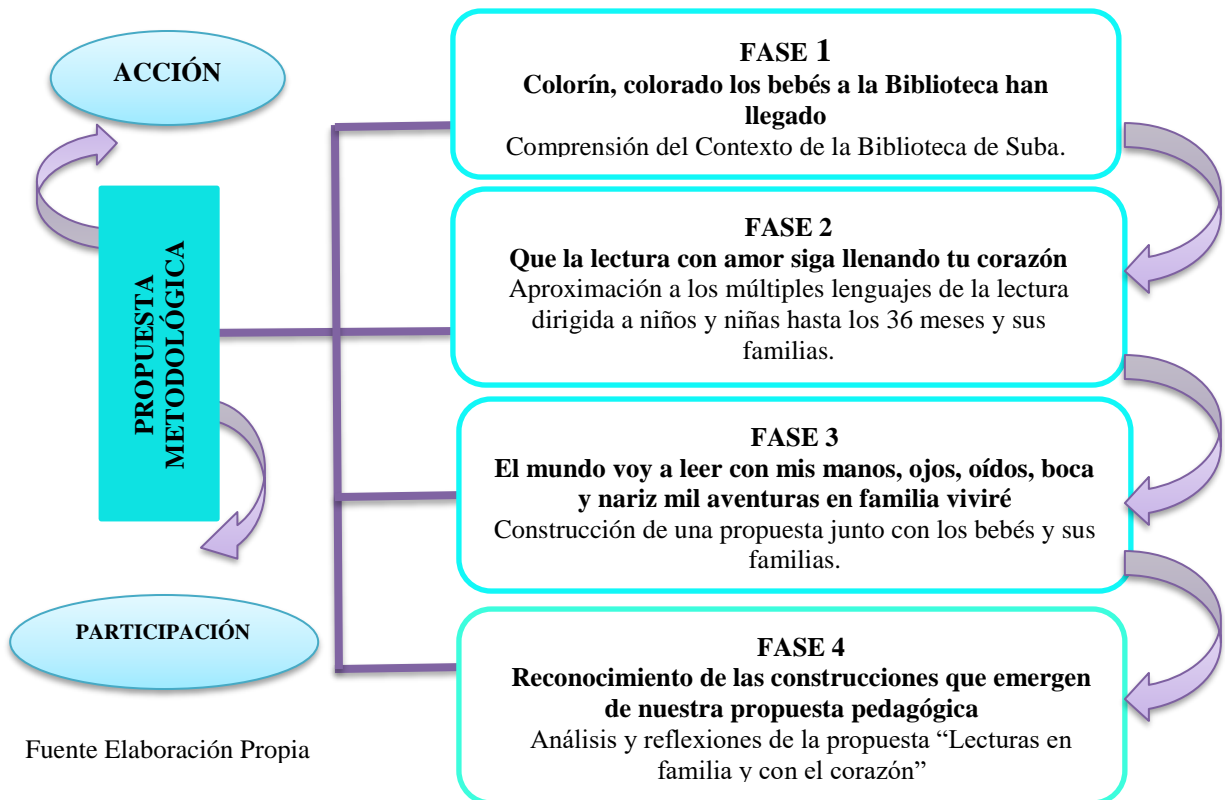 ACCIÓN
PROPUESTA
METODOLÓGICA
PARTICIPACIÓN
Fuente Elaboración Propia
FASE 1
Colorín, colorado los bebés a la Biblioteca han
llegado
Comprensión del Contexto de la Biblioteca de Suba.
FASE 2
Que la lectura con amor siga llenando tu corazón
Aproximación a los múltiples lenguajes de la lectura
dirigida a niños y niñas hasta los 36 meses y sus
familias.
FASE 3
El mundo voy a leer con mis manos, ojos, oídos, boca
y nariz mil aventuras en familia viviré
Construcción de una propuesta junto con los bebés y sus
familias.
FASE 4
Reconocimiento de las construcciones que emergen
de nuestra propuesta pedagógica
Análisis y reflexiones de la propuesta “Lecturas en
familia y con el corazón”